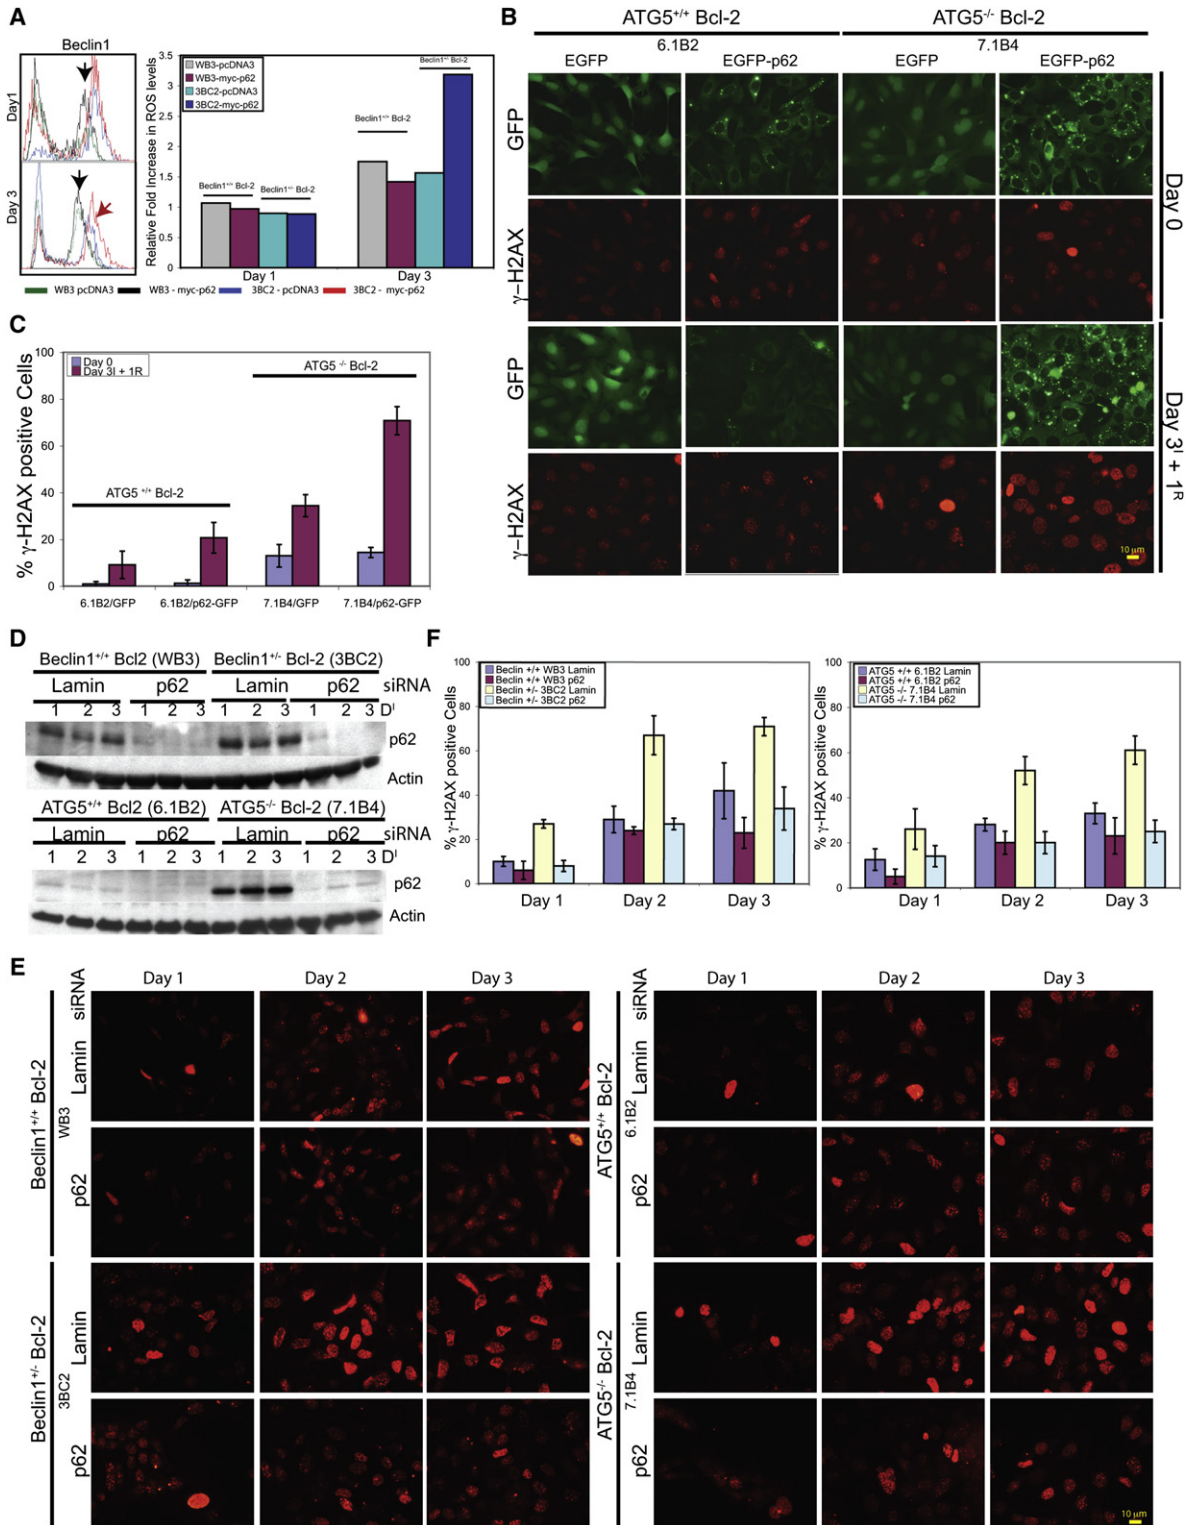 A
Beclin1
Day1
Day 3
3.5
3
2.5
2
1.5
1
0.5
0
Relative Fold Increase in ROS levels
WB3-pcDNA3
WB3-myc-p62
3BC2-pcDNA3
3BC2-myc-p62
Beclin1+/+ Bcl-2
Beclin1+/- Bcl-2
Beclin1+/+ Bcl-2
Beclin1+/- Bcl-2
Day 1
Day 3
WB3 pcDNA3
WB3 - myc-p62
3BC2 - pcDNA3
3BC2 - myc-p62
B
ATG5+/+ Bcl-2
ATG5-/- Bcl-2
6.1B2
7.1B4
EGFP
EGFP-p62
EGFP
EGFP-p62
GFP
γ-H2AX
GFP
γ-H2AX
Day 0
Day 3I + 1R
10 μm
C
% γ-H2AX positive Cells
100
80
60
40
20
0
Day 0
Day 3I + 1R
ATG5 +/+ Bcl-2
ATG5 -/- Bcl-2
6.1B2/GFP
6.1B2/p62-GFP
7.1B4/GFP
7.1B4/p62-GFP
D
Beclin1+/+ Bcl2 (WB3)
Beclin1+/- Bcl-2 (3BC2)
Lamin
p62
Lamin
p62
siRNA
1 2 3 1 2 3 1 2 3 1 2 3 DI
p62
Actin
ATG5+/+ Bcl2 (6.1B2)
ATG5-/- Bcl-2 (7.1B4)
Lamin
p62
Lamin
p62
siRNA
1 2 3 1 2 3 1 2 3 1 2 3 DI
p62
Actin
F
% γ-H2AX positive Cells
100
80
60
40
20
0
Beclin +/+ WB3 Lamin
Beclin +/+ WB3 p62
Beclin +/- 3BC2 Lamin
Beclin +/- 3BC2 p62
Day 1
Day 2
Day 3
% γ-H2AX positive Cells
100
80
60
40
20
0
ATG5 +/+ 6.1B2 Lamin
ATG5 +/+ 6.1B2 p62
ATG5 -/- 7.1B4 Lamin
ATG5 -/- 7.1B4 p62
Day 1
Day 2
Day 3
E
siRNA
Day 1
Day 2
Day 3
siRNA
Day 1
Day 2
Day 3
Beclin1+/+ Bcl-2
WB3
Lamin
p62
Beclin1+/- Bcl-2
3BC2
Lamin
p62
ATG5+/+ Bcl-2
6.1B2
Lamin
p62
ATG5-/- Bcl-2
7.1B4
Lamin
p62
10 μm